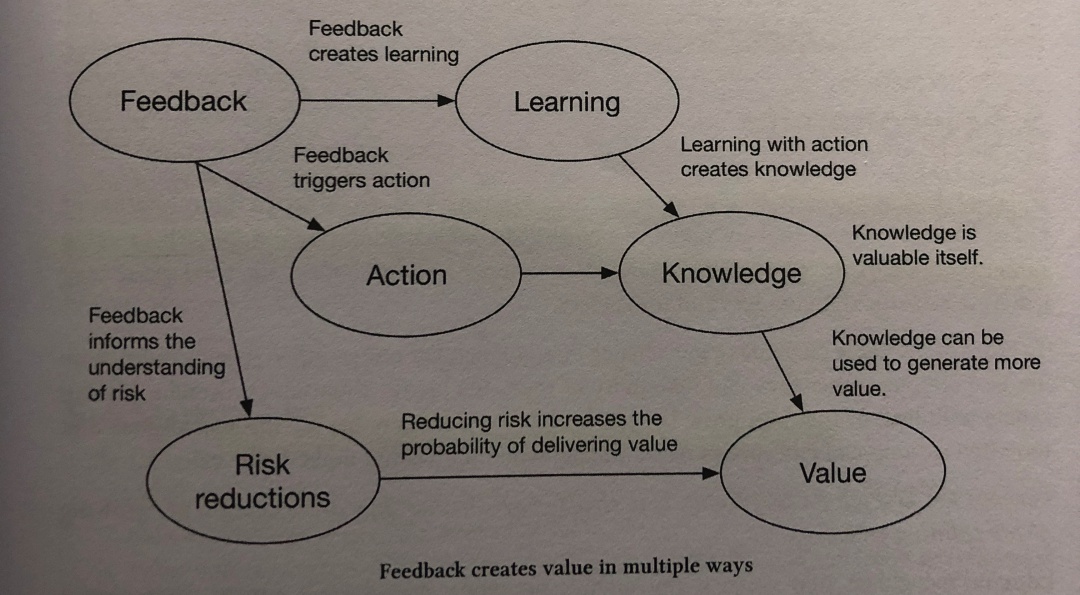 Feedback
creates learning
Feedback
Learning
Feedback
triggers action
Learning with action
creates knowledge
Action
Knowledge
Knowledge is
valuable itself.
Feedback
informs the
understanding
of risk
Knowledge can be
used to generate more
value.
Reducing risk increases the
probability of delivering value
Risk
reductions
Value
Feedback creates value in multiple ways